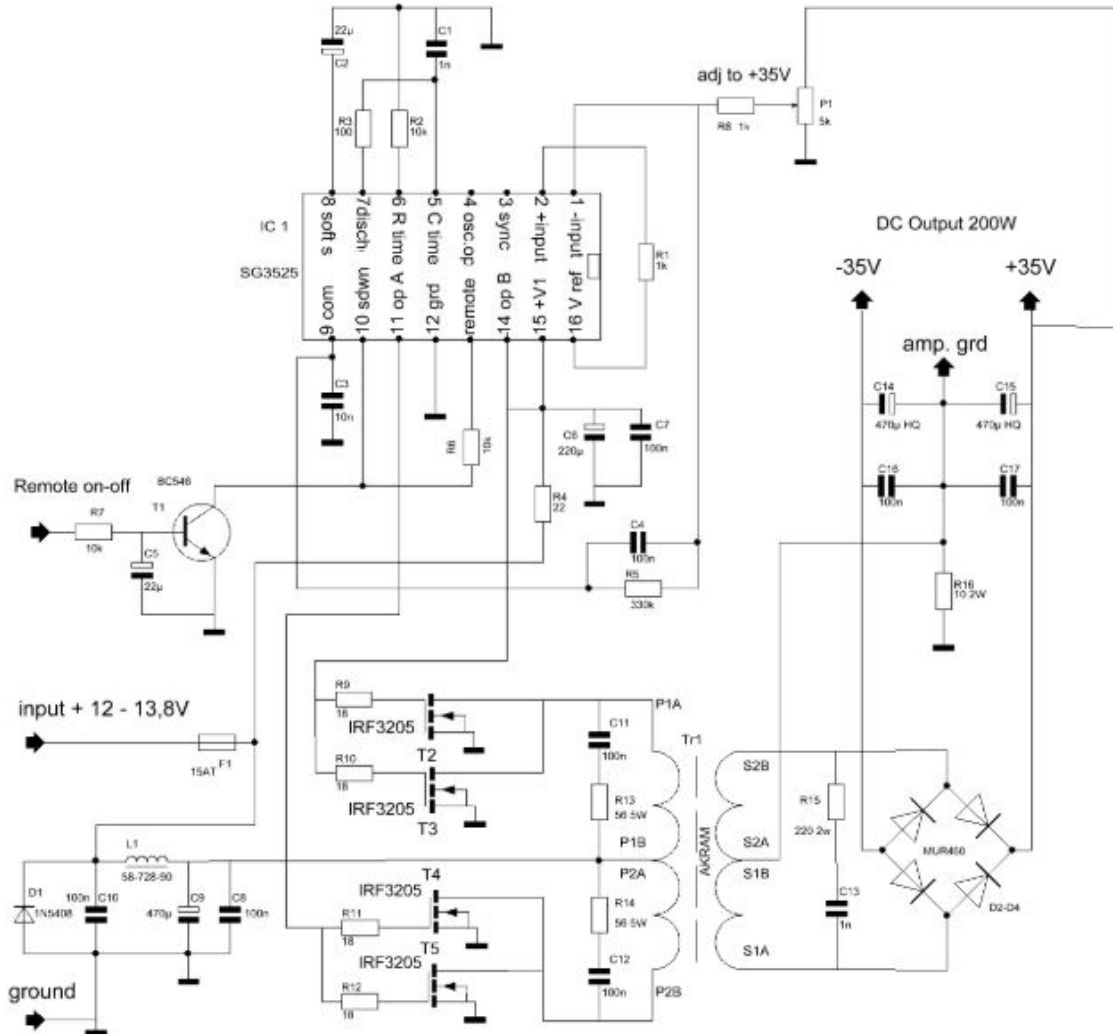 22µ
C2
C1
1n
R3
100
R2
10k
adj to +35V
R8 1k
P1
5k
IC 1
SG3525
8 soft s
7disch
6 R time
5 C time
4 osc.op
3 sync
2 +input
1 -input
9 com
10 sdwn
11 A op
12 grd
remote
14 B op
15 +V1
16 V ref
R1
1k
DC Output 200W
-35V
+35V
amp. grd
C14
470µ HQ
C15
470µ HQ
C16
100n
C17
100n
C3
10n
R6
10k
C6
220µ
C7
100n
R4
22
Remote on-off
BC546
T1
R7
10k
C5
22µ
C4
100n
R5
330k
R16
10 2W
input + 12 - 13,8V
15AT F1
R9
18
IRF3205
T2
R10
18
IRF3205
T3
C11
100n
R13
56 5W
P1A
P1B
P2A
P2B
Tr1
AKRAM
S2B
S2A
S1B
S1A
R15
220 2w
C13
1n
MUR460
D2-D4
L1
58-728-90
D1
1N5408
100n
C10
C9
470µ
C8
100n
T4
IRF3205
R11
18
T5
IRF3205
R12
18
R14
56 5W
C12
100n
ground